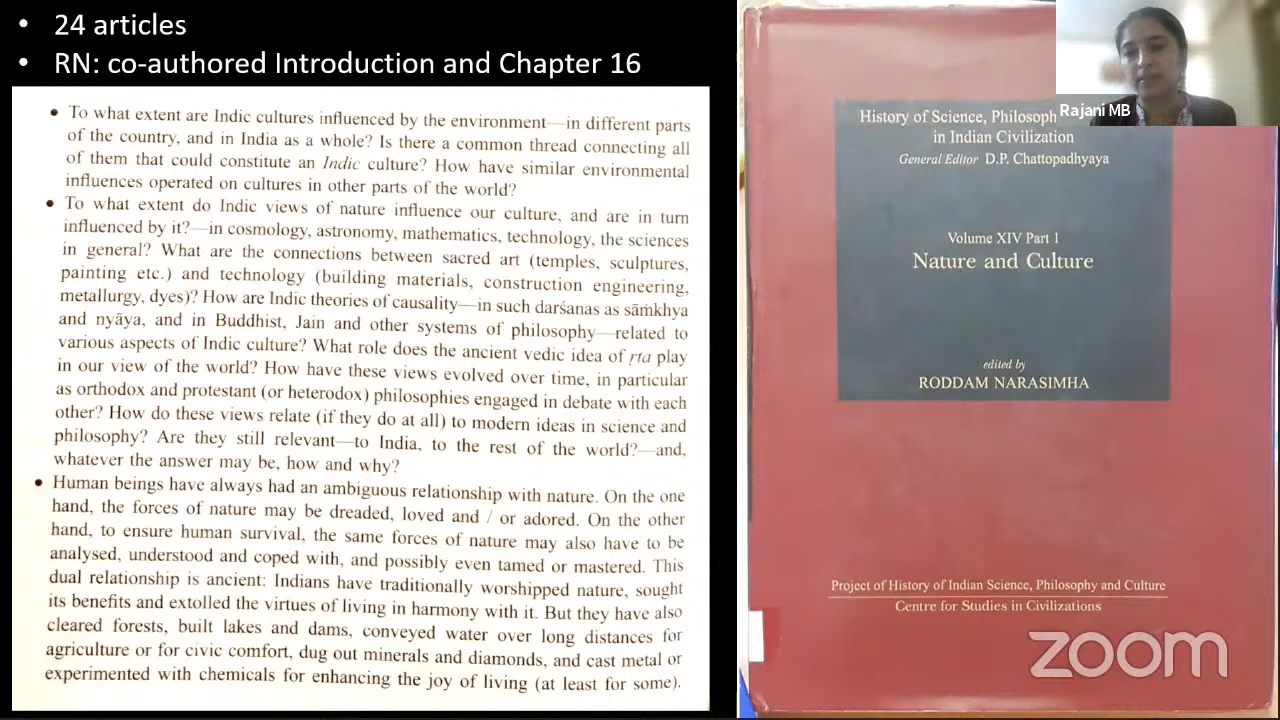 • 24 articles
• RN: co-authored Introduction and Chapter 16
• To what extent are Indic cultures influenced by the environment—in different parts
of the country, and in India as a whole? Is there a common thread connecting all
of them that could constitute an Indic culture? How have similar environmental
influences operated on cultures in other parts of the world?
• To what extent do Indic views of nature influence our culture, and are in turn
influenced by it?—in cosmology, astronomy, mathematics, technology, the sciences
in general? What are the connections between sacred art (temples, sculptures,
painting etc.) and technology (building materials, construction engineering,
metallurgy, dyes)? How are Indic theories of causality—in such darśanas as sāṁkhya
and nyāya, and in Buddhist, Jain and other systems of philosophy—related to
various aspects of Indic culture? What role does the ancient vedic idea of rta play
in our view of the world? How have these views evolved over time, in particular
as orthodox and protestant (or heterodox) philosophies engaged in debate with each
other? How do these views relate (if they do at all) to modern ideas in science and
philosophy? Are they still relevant—to India, to the rest of the world?—and,
whatever the answer may be, how and why?
• Human beings have always had an ambiguous relationship with nature. On the one
hand, the forces of nature may be dreaded, loved and / or adored. On the other
hand, to ensure human survival, the same forces of nature may also have to be
analysed, understood and coped with, and possibly even tamed or mastered. This
dual relationship is ancient: Indians have traditionally worshipped nature, sought
its benefits and extolled the virtues of living in harmony with it. But they have also
cleared forests, built lakes and dams, conveyed water over long distances for
agriculture or for civic comfort, dug out minerals and diamonds, and cast metal or
experimented with chemicals for enhancing the joy of living (at least for some).
History of Science, Philosoph
in Indian Civilization
General Editor D.P. Chattopadhyaya
Volume XIV Part 1
Nature and Culture
edited by
RODDAM NARASIMHA
Project of History of Indian Science, Philosophy and Culture
Centre for Studies in Civilizations
Rajani MB
zoom